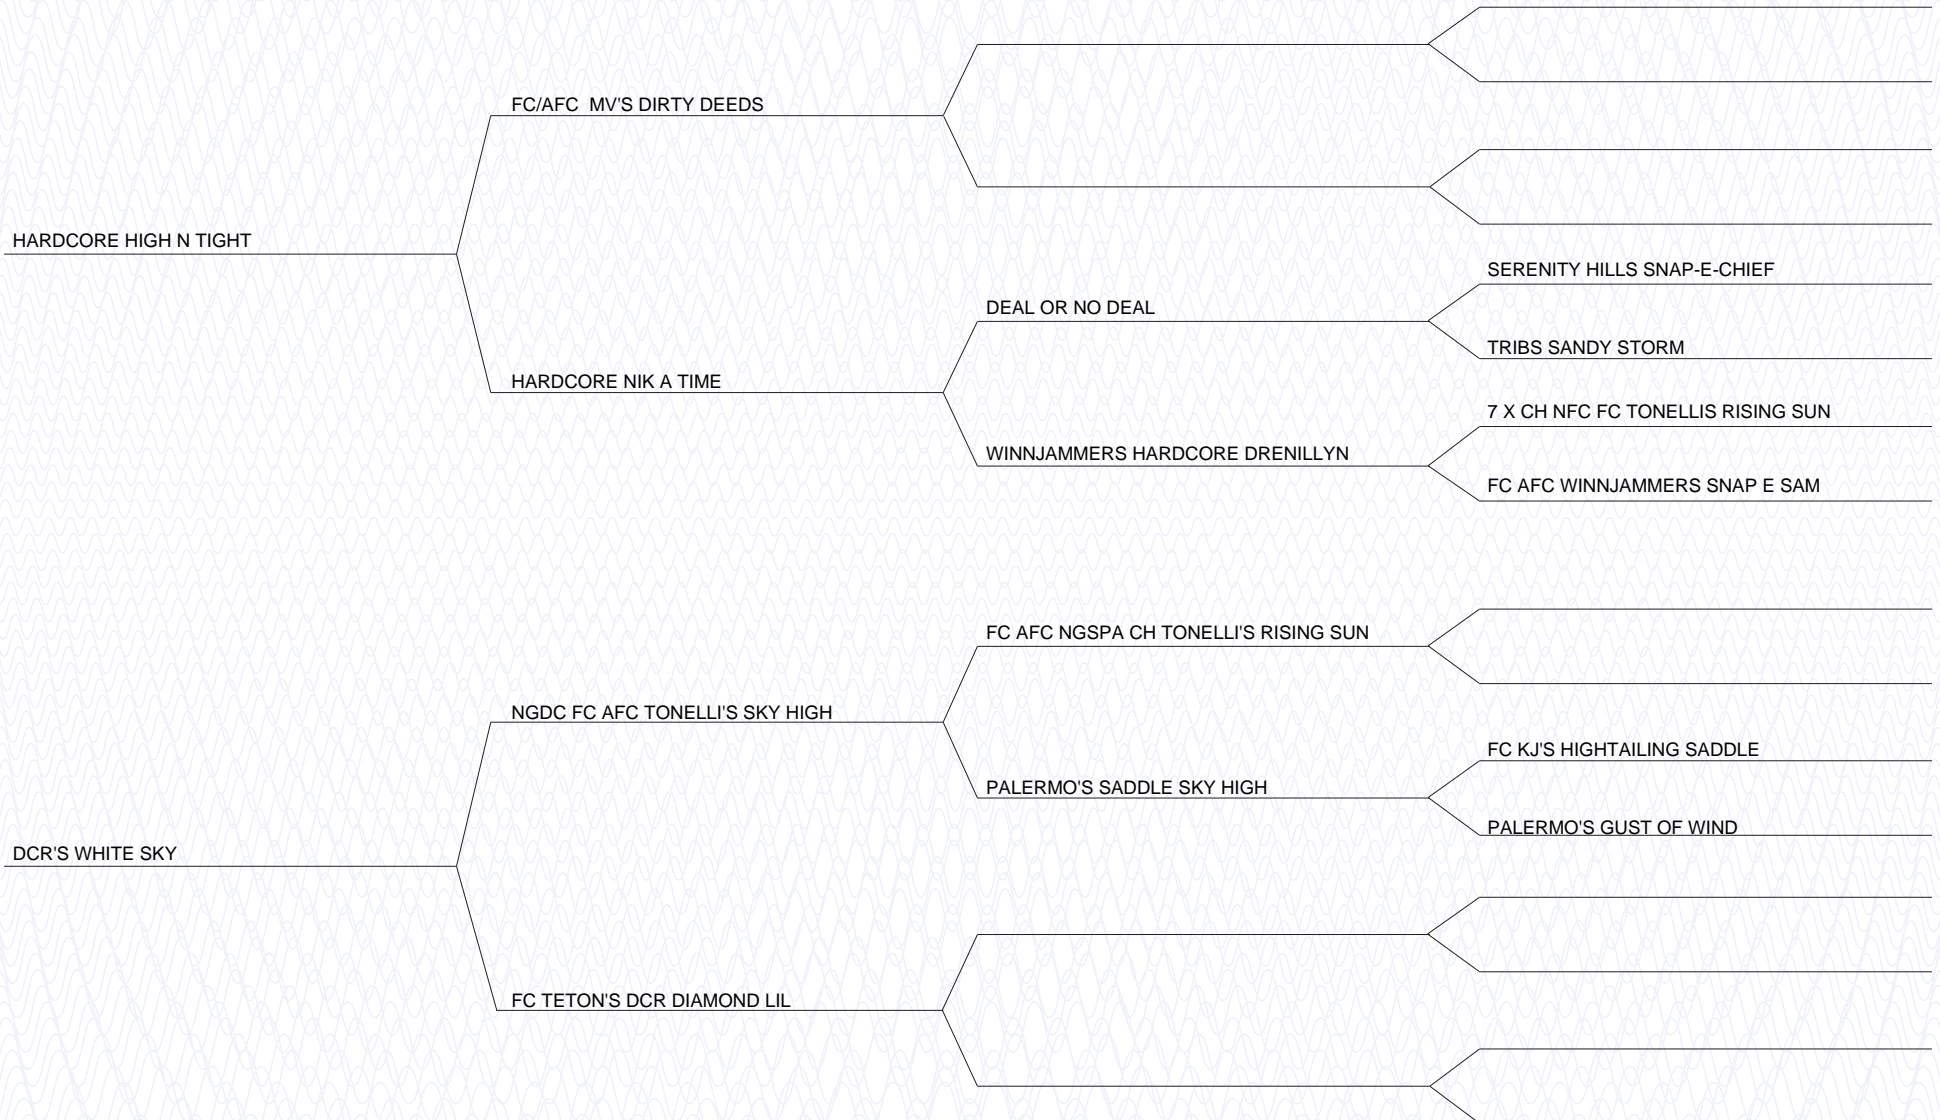 FC/AFC  MV'S DIRTY DEEDS
HARDCORE HIGH N TIGHT
SERENITY HILLS SNAP-E-CHIEF
DEAL OR NO DEAL
TRIBS SANDY STORM
HARDCORE NIK A TIME
7 X CH NFC FC TONELLIS RISING SUN
WINNJAMMERS HARDCORE DRENILLYN
FC AFC WINNJAMMERS SNAP E SAM
FC AFC NGSPA CH TONELLI'S RISING SUN
NGDC FC AFC TONELLI'S SKY HIGH
FC KJ'S HIGHTAILING SADDLE
PALERMO'S SADDLE SKY HIGH
PALERMO'S GUST OF WIND
DCR'S WHITE SKY
FC TETON'S DCR DIAMOND LIL